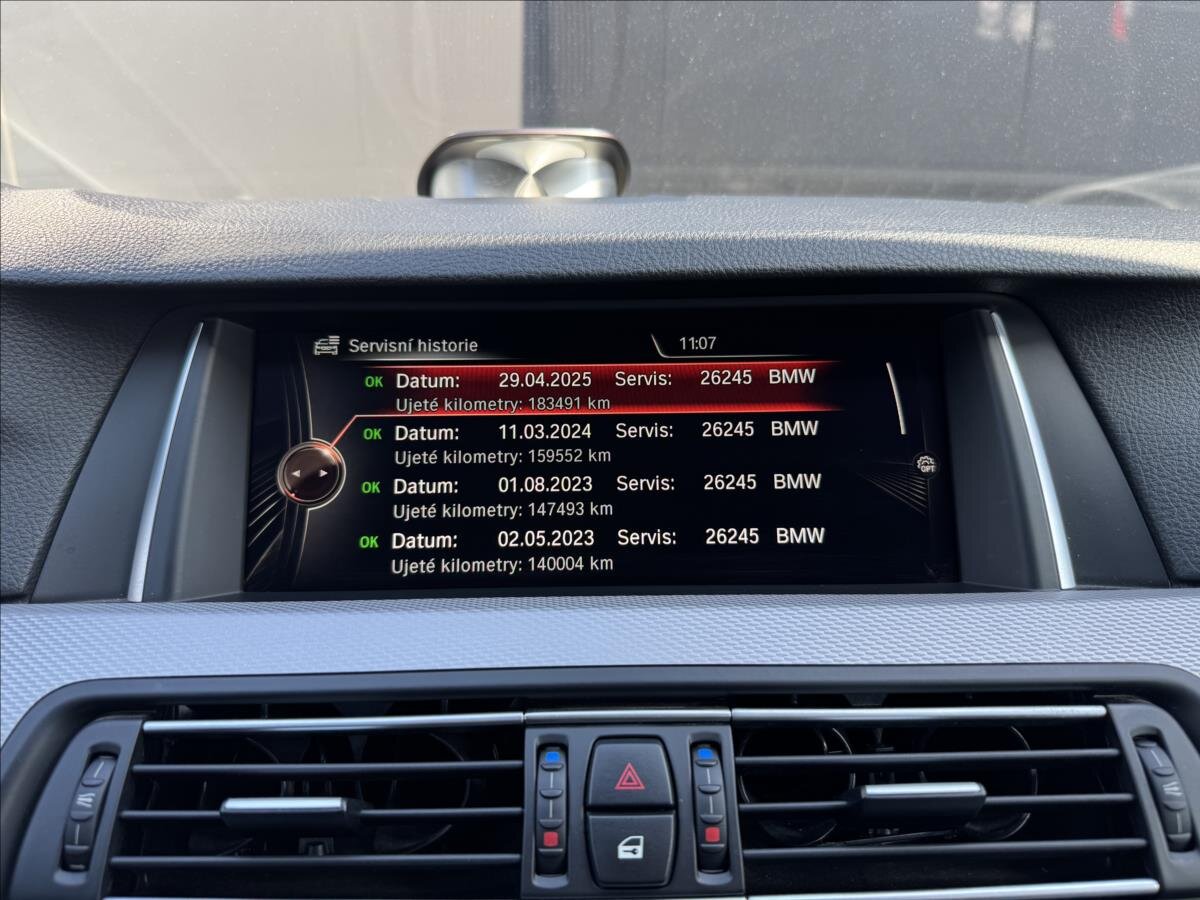 Servisní historie 11:07
OK Datum: 29.04.2025 Servis: 26245 BMW
Ujeté kilometry: 183491 km
OK Datum: 11.03.2024 Servis: 26245 BMW
Ujeté kilometry: 159552 km
OK Datum: 01.08.2023 Servis: 26245 BMW
Ujeté kilometry: 147493 km
OPT
OK Datum: 02.05.2023 Servis: 26245 BMW
Ujeté kilometry: 140004 km